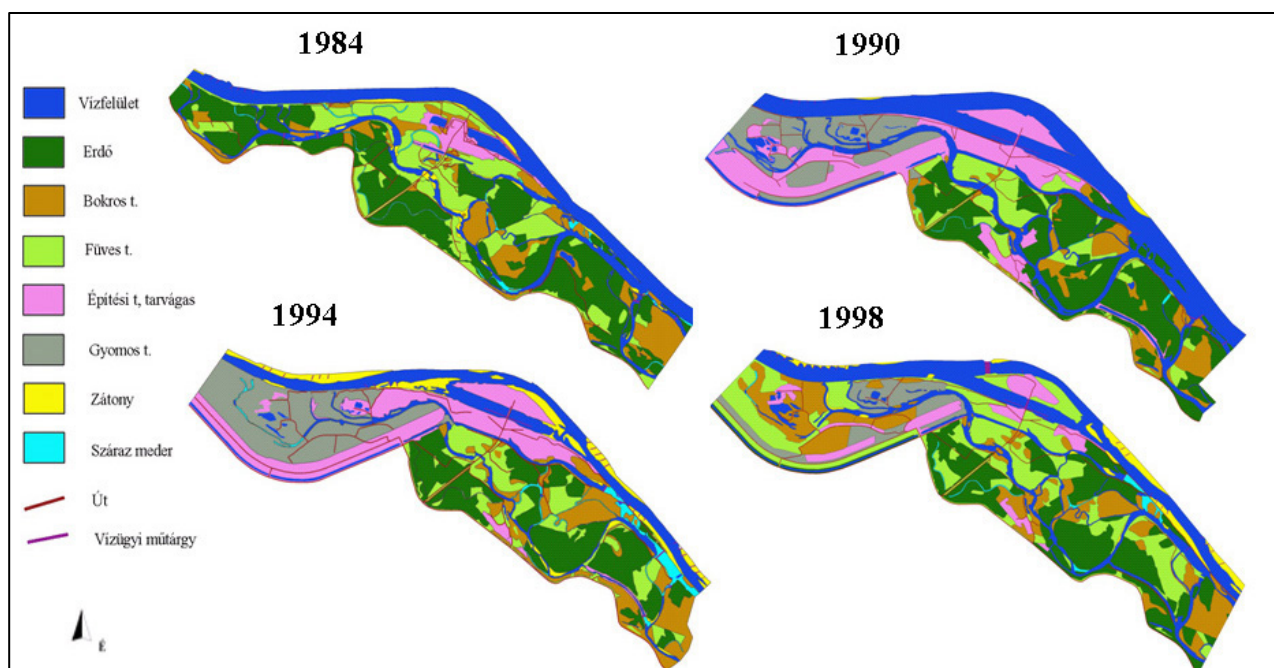 1984
1990
Vízfelület
Erdő
Bokros t.
Füves t.
Építési t, tarvágas
Gyomos t.
Zátony
Száraz meder
Út
Vízügyi műtárgy
É
1994
1998